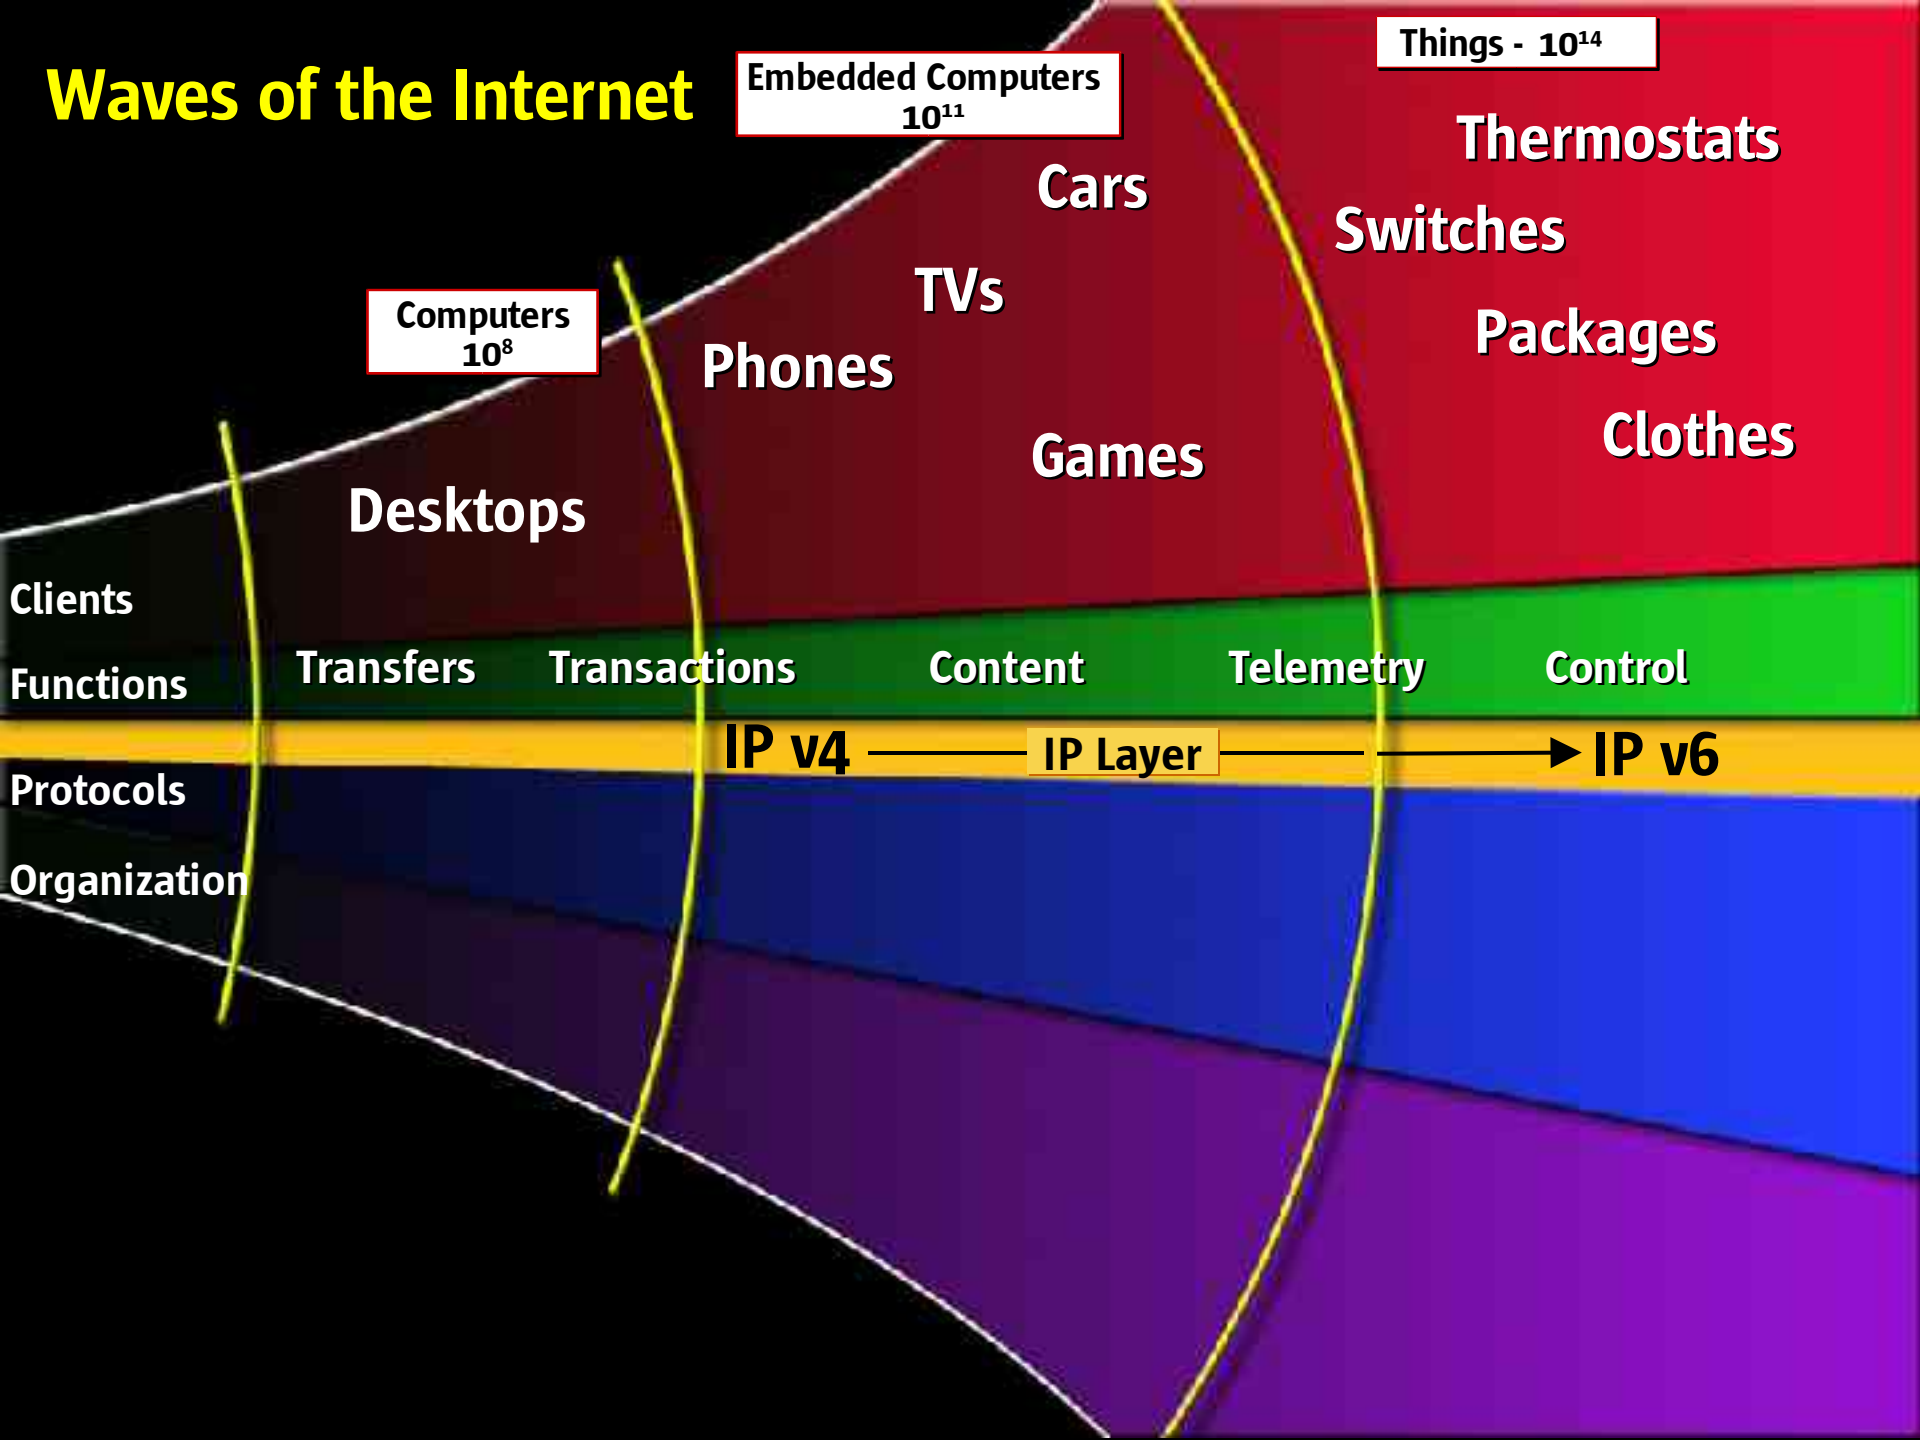 Waves of the Internet
Embedded Computers
10¹¹
Things - 10¹⁴
Thermostats
Cars
Switches
TVs
Computers
10⁸
Phones
Packages
Clothes
Games
Desktops
Clients
Functions
Transfers
Transactions
Content
Telemetry
Control
IP v4
IP Layer
IP v6
Protocols
Organization